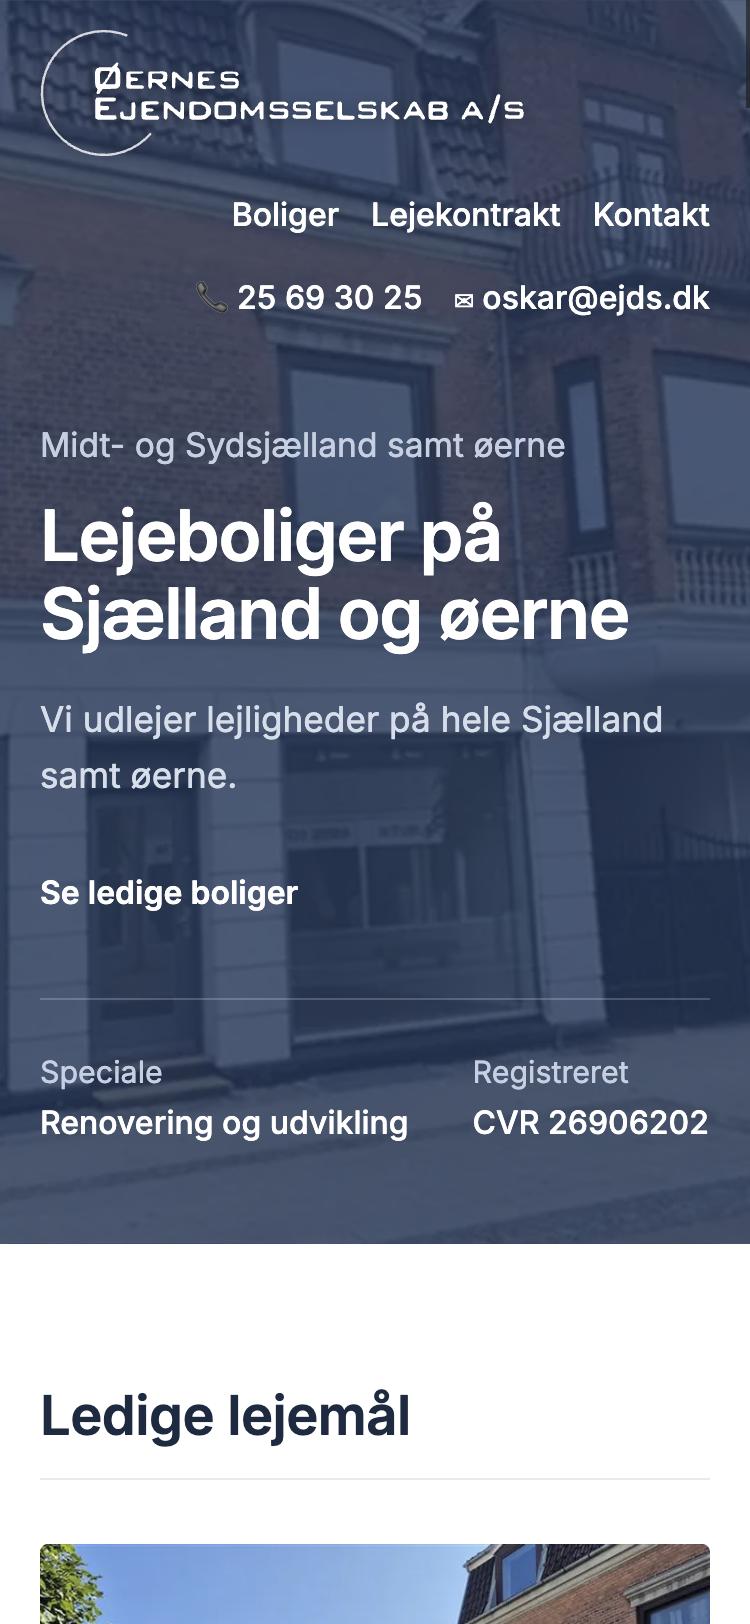 ØERNES
EJENDOMSSELSKAB A/S
Boliger Lejekontrakt Kontakt
📞 25 69 30 25 ✉ oskar@ejds.dk
Midt- og Sydsjælland samt øerne
Lejeboliger på
Sjælland og øerne
Vi udlejer lejligheder på hele Sjælland
samt øerne.
Se ledige boliger
Speciale Registreret
Renovering og udvikling CVR 26906202
Ledige lejemål